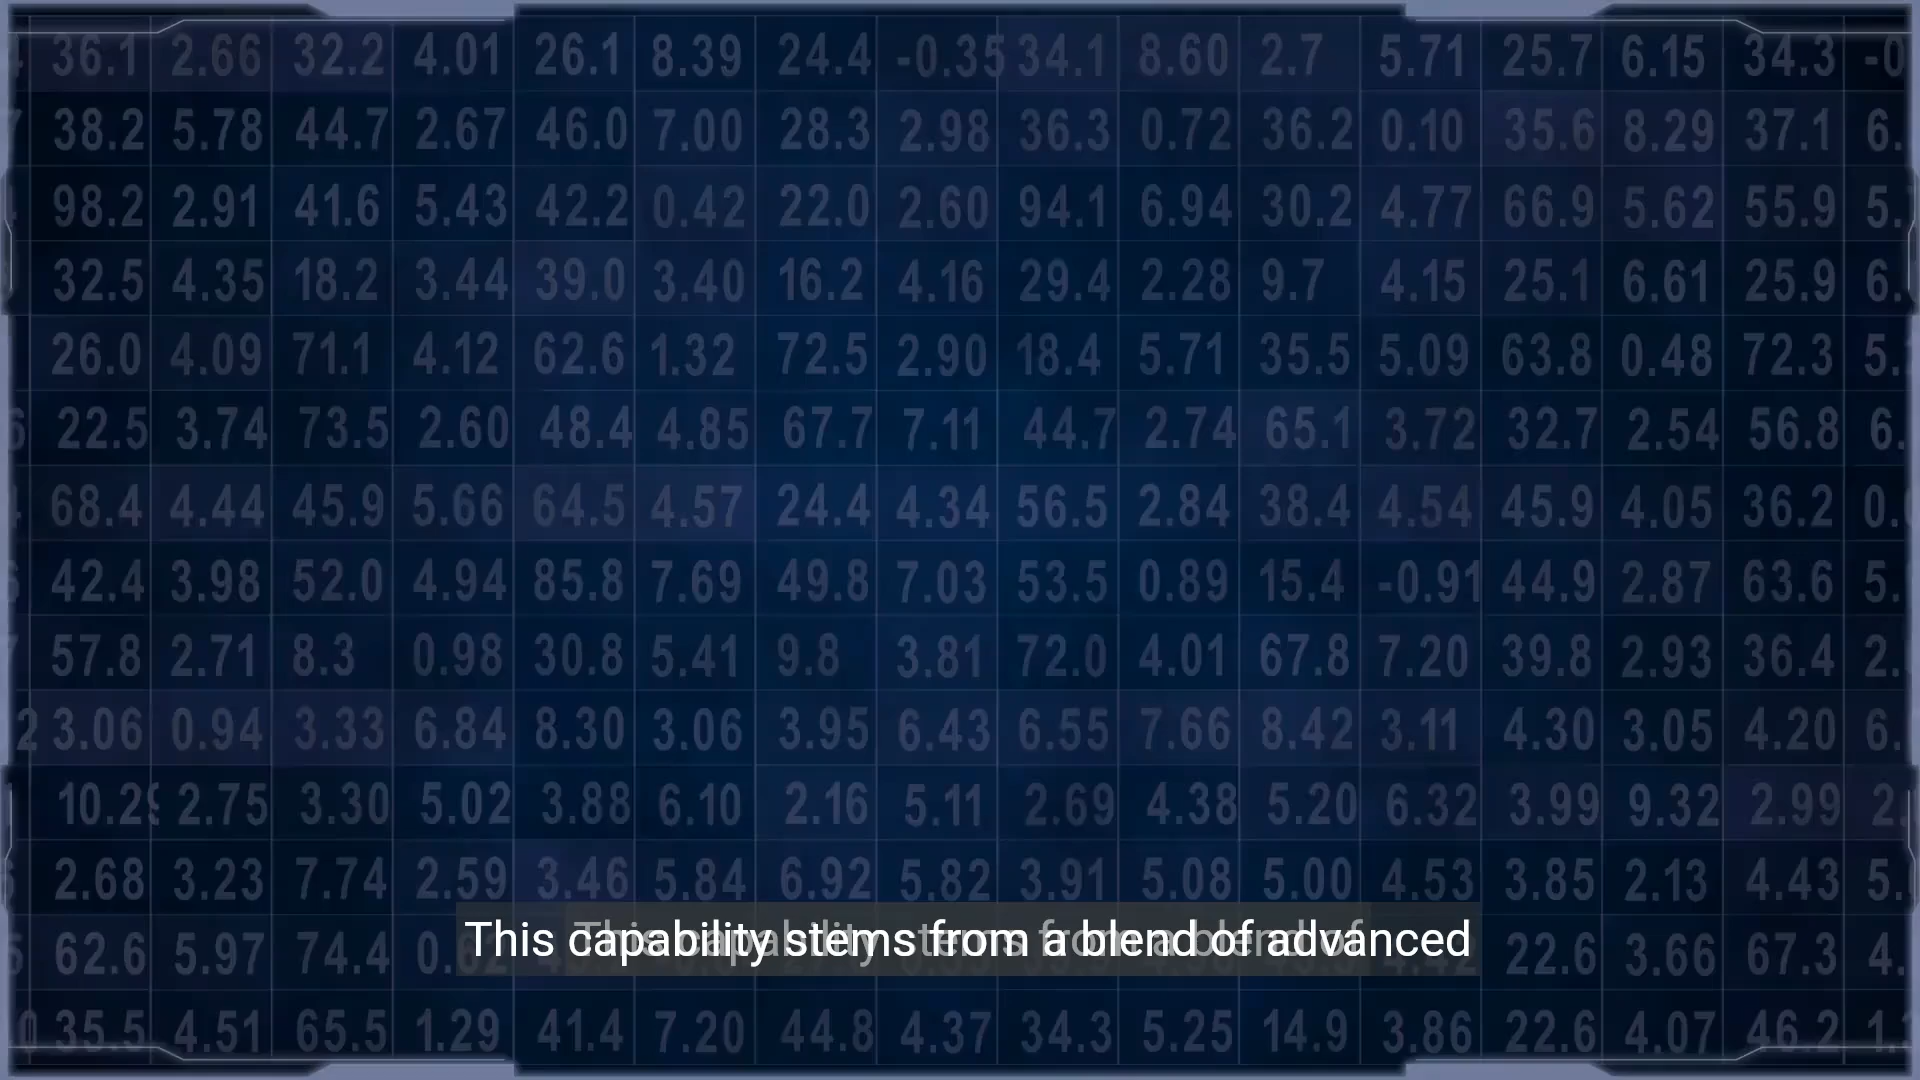 36.1 2.66 32.2 4.01 26.1 8.39 24.4 -0.35 34.1 8.60 2.7 5.71 25.7 6.15 34.3 -0
38.2 5.78 44.7 2.67 46.0 7.00 28.3 2.98 36.3 0.72 36.2 0.10 35.6 8.29 37.1 6.
98.2 2.91 41.6 5.43 42.2 0.42 22.0 2.60 94.1 6.94 30.2 4.77 66.9 5.62 55.9 5.
32.5 4.35 18.2 3.44 39.0 3.40 16.2 4.16 29.4 2.28 9.7 4.15 25.1 6.61 25.9 6.
26.0 4.09 71.1 4.12 62.6 1.32 72.5 2.90 18.4 5.71 35.5 5.09 63.8 0.48 72.3 5.
22.5 3.74 73.5 2.60 48.4 4.85 67.7 7.11 44.7 2.74 65.1 3.72 32.7 2.54 56.8 6.
68.4 4.44 45.9 5.66 64.5 4.57 24.4 4.34 56.5 2.84 38.4 4.54 45.9 4.05 36.2 0.
42.4 3.98 52.0 4.94 85.8 7.69 49.8 7.03 53.5 0.89 15.4 -0.91 44.9 2.87 63.6 5.
57.8 2.71 8.3 0.98 30.8 5.41 9.8 3.81 72.0 4.01 67.8 7.20 39.8 2.93 36.4 2.
2 3.06 0.94 3.33 6.84 8.30 3.06 3.95 6.43 6.55 7.66 8.42 3.11 4.30 3.05 4.20 6.
10.29 2.75 3.30 5.02 3.88 6.10 2.16 5.11 2.69 4.38 5.20 6.32 3.99 9.32 2.99 2.
2.68 3.23 7.74 2.59 3.46 5.84 6.92 5.82 3.91 5.08 5.00 4.53 3.85 2.13 4.43 5.
This capability stems from a blend of advanced
62.6 5.97 74.4 22.6 3.66 67.3 4.
35.5 4.51 65.5 1.29 41.4 7.20 44.8 4.37 34.3 5.25 14.9 3.86 22.6 4.07 46.2 1.